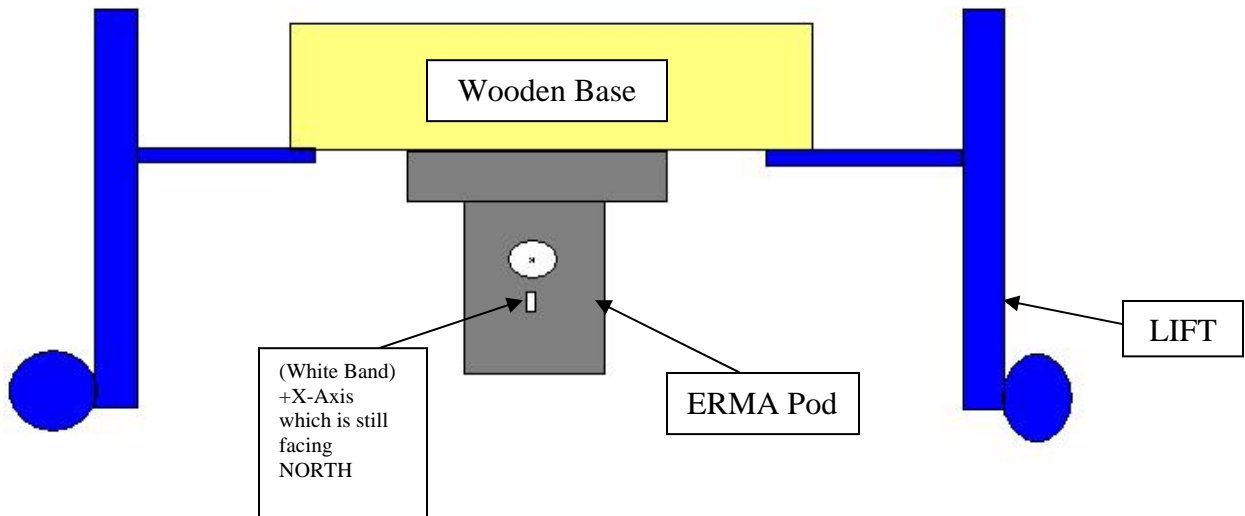 Wooden Base
LIFT
(White Band)
+X-Axis
which is still
facing
NORTH
ERMA Pod